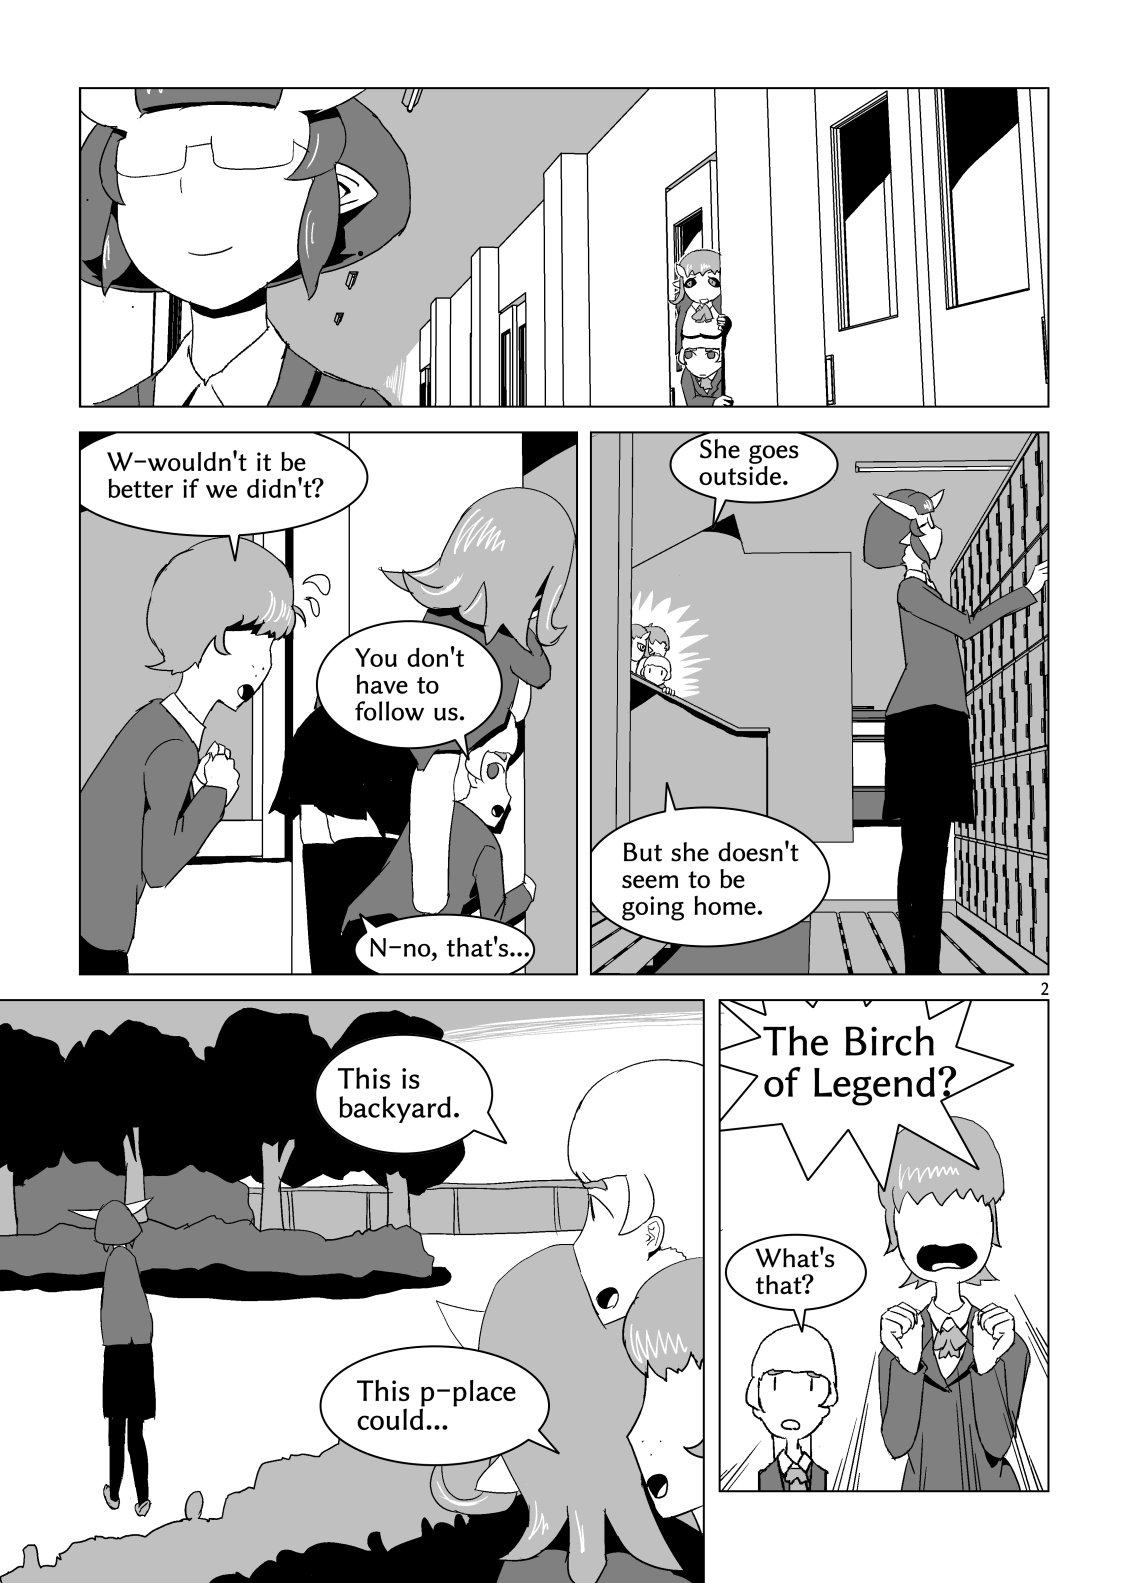 W-wouldn't it be
better if we didn't?
You don't
have to
follow us.
N-no, that's...
She goes
outside.
But she doesn't
seem to be
going home.
2
This is
backyard.
This p-place
could...
The Birch
of Legend?
What's
that?